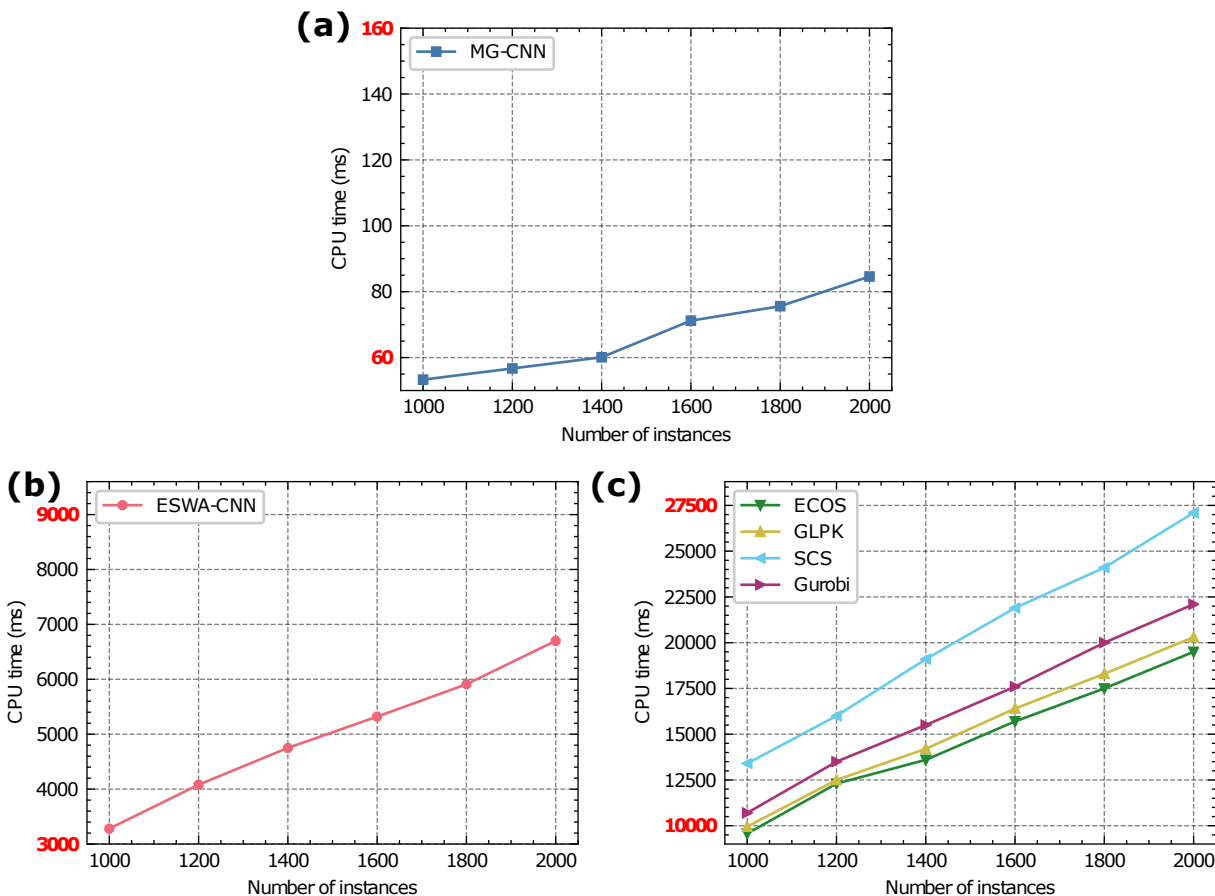 (a)
MG-CNN
160
140
120
100
80
60
CPU time (ms)
1000 1200 1400 1600 1800 2000
Number of instances
(b)
ESWA-CNN
9000
8000
7000
6000
5000
4000
3000
CPU time (ms)
1000 1200 1400 1600 1800 2000
Number of instances
(c)
ECOS
GLPK
SCS
Gurobi
27500
25000
22500
20000
17500
15000
12500
10000
CPU time (ms)
1000 1200 1400 1600 1800 2000
Number of instances